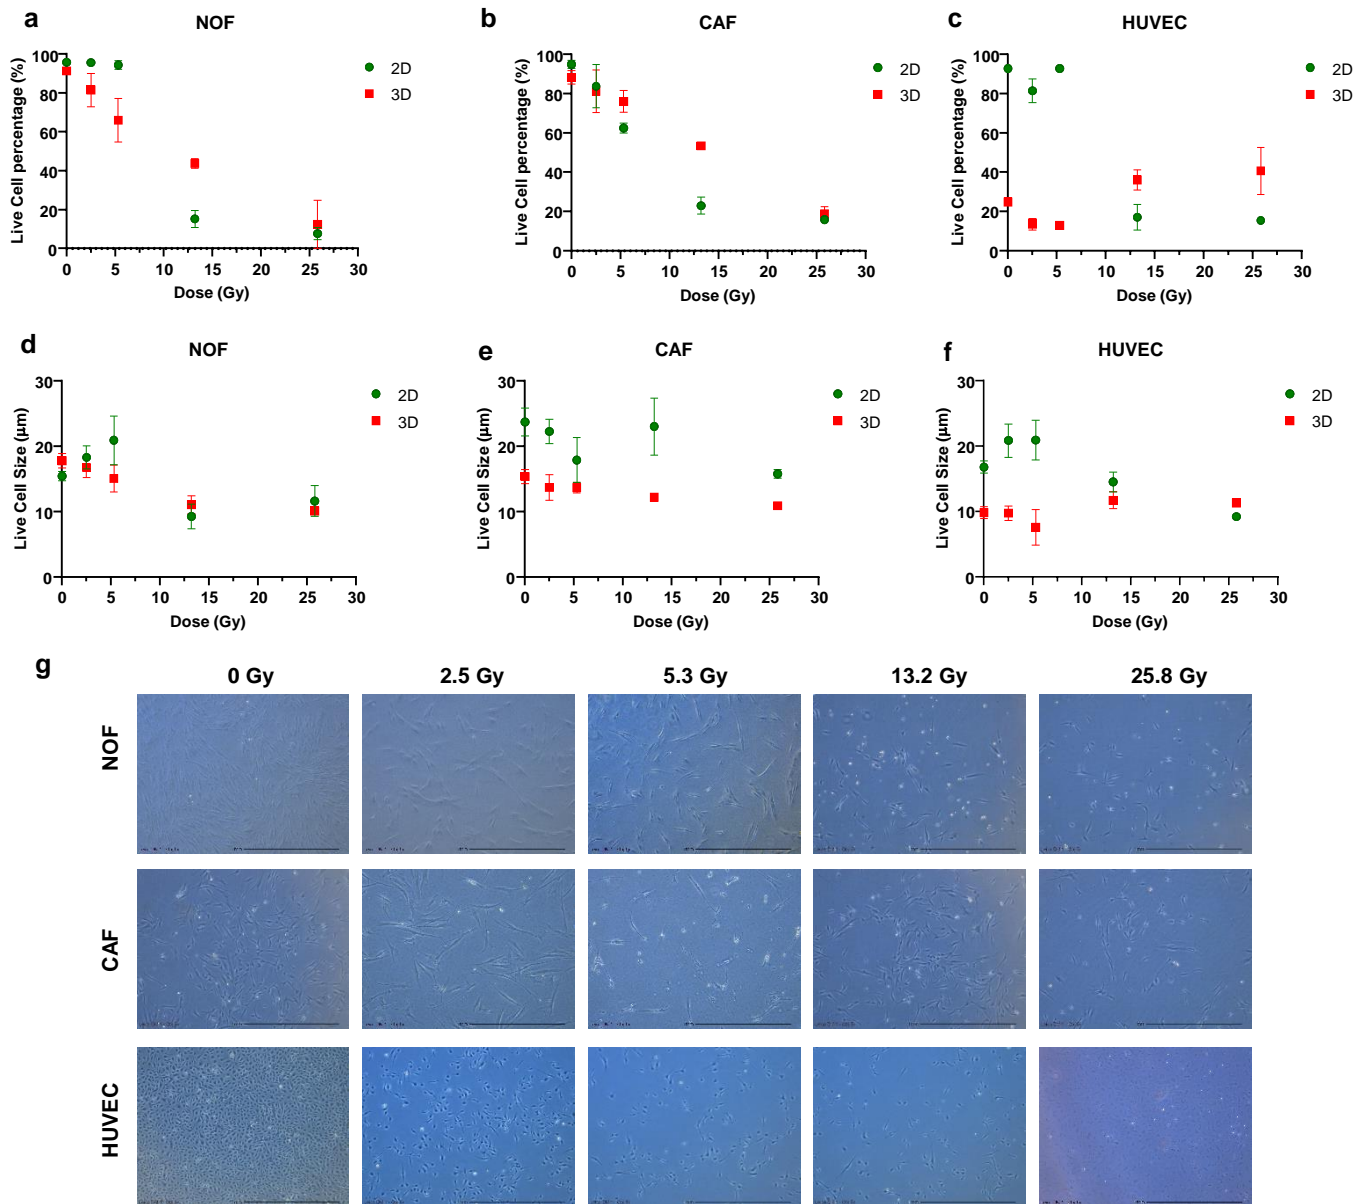 a
NOF
Live Cell percentage (%)
100
80
60
40
20
0
0 5 10 15 20 25 30
Dose (Gy)
2D
3D
b
CAF
Live Cell percentage (%)
100
80
60
40
20
0
0 5 10 15 20 25 30
Dose (Gy)
2D
3D
c
HUVEC
Live Cell percentage (%)
100
80
60
40
20
0
0 5 10 15 20 25 30
Dose (Gy)
2D
3D
d
NOF
Live Cell Size (µm)
30
20
10
0
0 5 10 15 20 25 30
Dose (Gy)
2D
3D
e
CAF
Live Cell Size (µm)
30
20
10
0
0 5 10 15 20 25 30
Dose (Gy)
2D
3D
f
HUVEC
Live Cell Size (µm)
30
20
10
0
0 5 10 15 20 25 30
Dose (Gy)
2D
3D
g
0 Gy 2.5 Gy 5.3 Gy 13.2 Gy 25.8 Gy
NOF
CAF
HUVEC